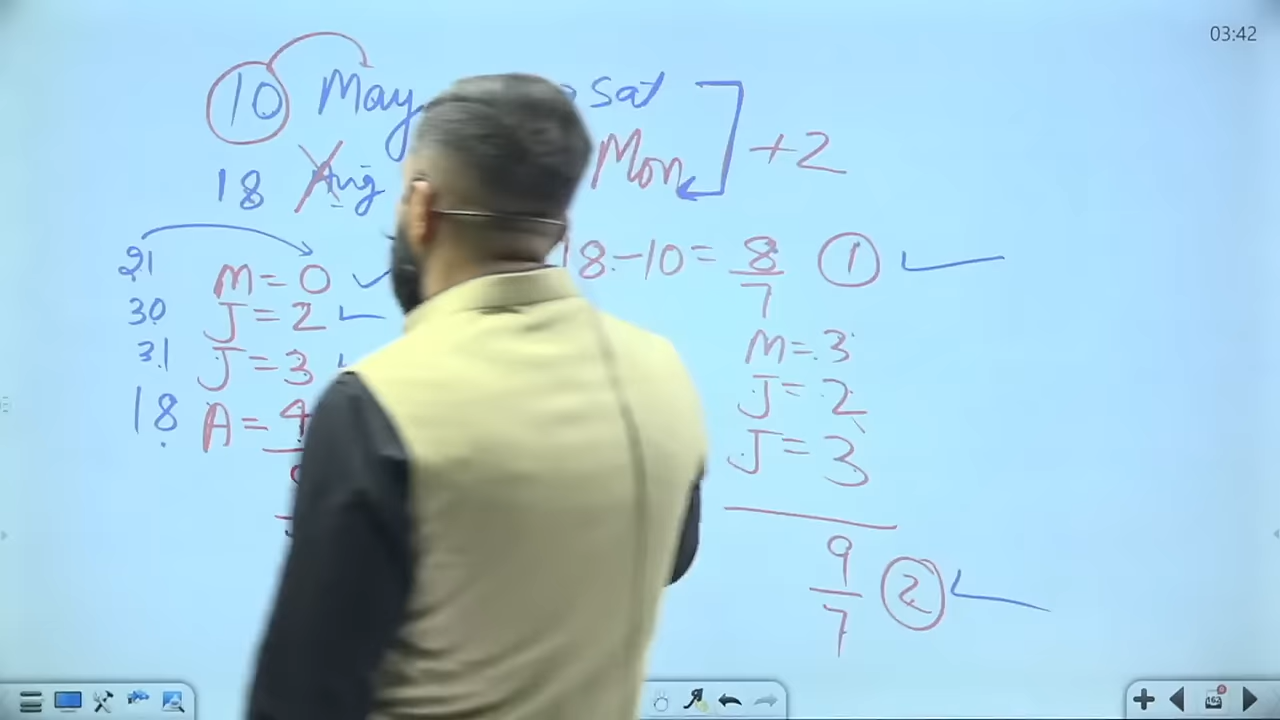 03:42
10 May Sat
18 Aug Mon +2
21 M=0 18-10= 8/7 1
30 J=2
31 J=3 M=3
18 A=4 J=2
J=3
9/7 2